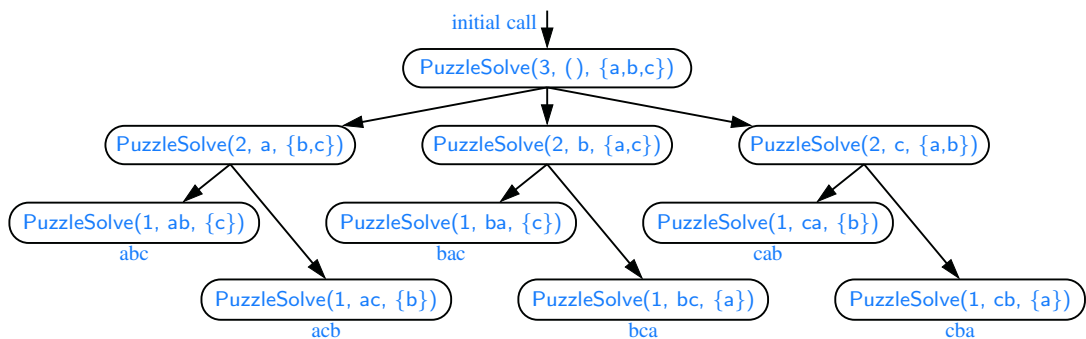 initial call
PuzzleSolve(3, ( ), {a,b,c})
PuzzleSolve(2, a, {b,c})
PuzzleSolve(2, b, {a,c})
PuzzleSolve(2, c, {a,b})
PuzzleSolve(1, ab, {c})
PuzzleSolve(1, ba, {c})
PuzzleSolve(1, ca, {b})
abc
bac
cab
PuzzleSolve(1, ac, {b})
PuzzleSolve(1, bc, {a})
PuzzleSolve(1, cb, {a})
acb
bca
cba